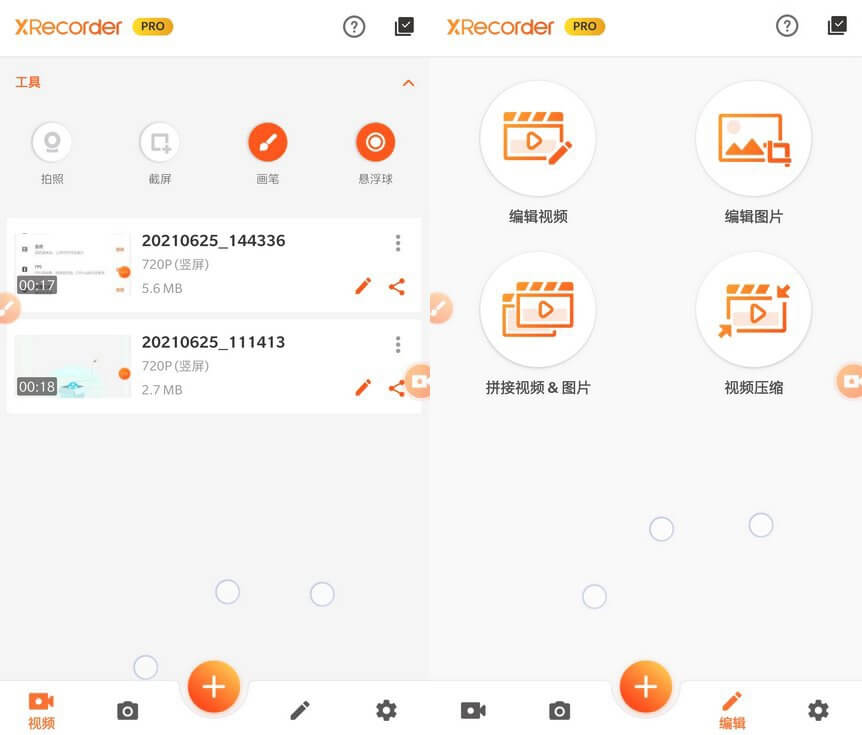 XRecorder PRO
工具
拍照
截屏
画笔
悬浮球
20210625_144336
720P(竖屏)
5.6 MB
00:17
20210625_111413
720P(竖屏)
2.7 MB
00:18
视频
XRecorder PRO
编辑视频
编辑图片
拼接视频 & 图片
视频压缩
编辑